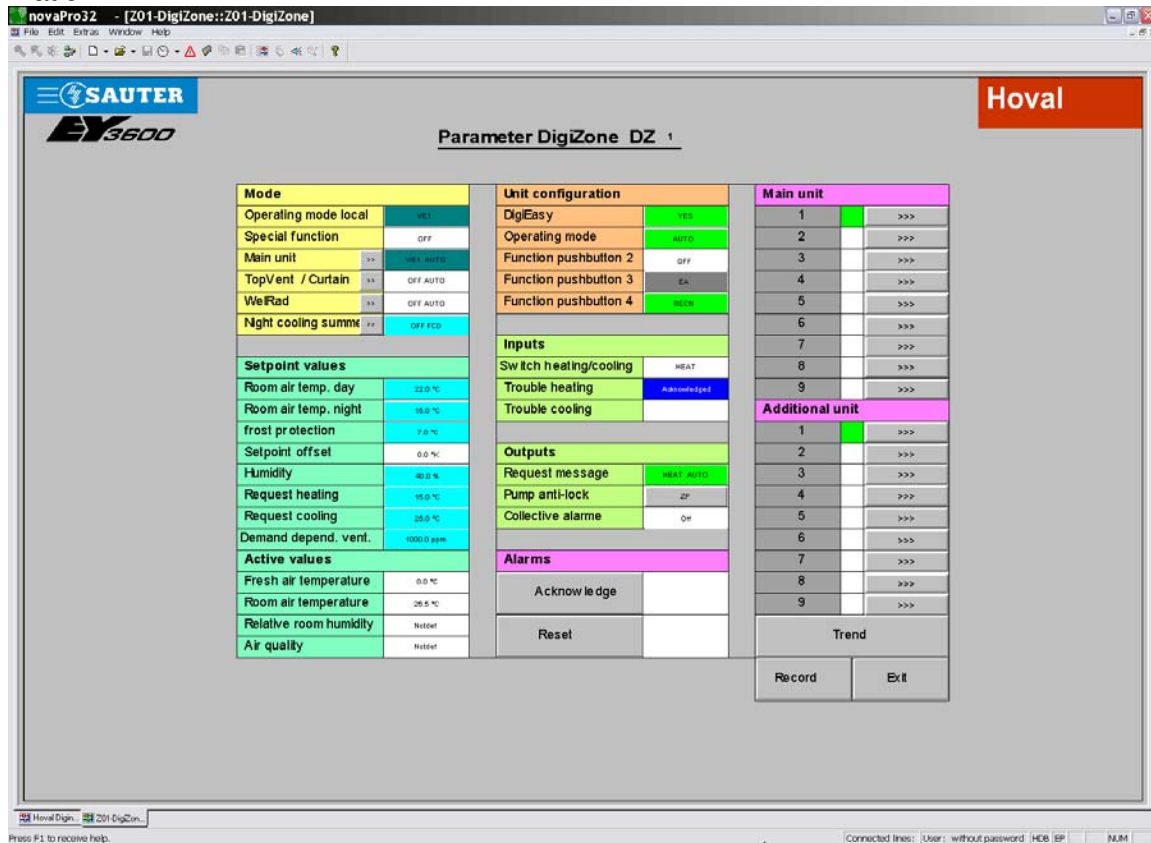 novaPro32 - [Z01-DigiZone::Z01-DigiZone]
File Edit Extras Window Help
SAUTER
EY3600
Hoval
Parameter DigiZone DZ 1
Mode
Operating mode local VE1
Special function OFF
Main unit >> VE1 AUTO
TopVent / Curtain >> OFF AUTO
WelRad >> OFF AUTO
Night cooling summe >> OFF FCD
Setpoint values
Room air temp. day 22.0 °C
Room air temp. night 16.0 °C
frost protection 7.0 °C
Setpoint offset 0.0 °K
Humidity 40.0 %
Request heating 15.0 °C
Request cooling 25.0 °C
Demand depend. vent. 1000.0 ppm
Active values
Fresh air temperature 0.0 °C
Room air temperature 26.5 °C
Relative room humidity Notdef
Air quality Notdef
Unit configuration
DigiEasy YES
Operating mode AUTO
Function pushbutton 2 OFF
Function pushbutton 3 EA
Function pushbutton 4 RECN
Inputs
Switch heating/cooling HEAT
Trouble heating Acknowledged
Trouble cooling
Outputs
Request message HEAT AUTO
Pump anti-lock ZP
Collective alarme Off
Alarms
Acknowledge
Reset
Main unit
1 >>>
2 >>>
3 >>>
4 >>>
5 >>>
6 >>>
7 >>>
8 >>>
9 >>>
Additional unit
1 >>>
2 >>>
3 >>>
4 >>>
5 >>>
6 >>>
7 >>>
8 >>>
9 >>>
Trend
Record Exit
Hoval Digin... Z01-DigZon...
Press F1 to receive help.
Connected lines: User: without password HDB EP NUM